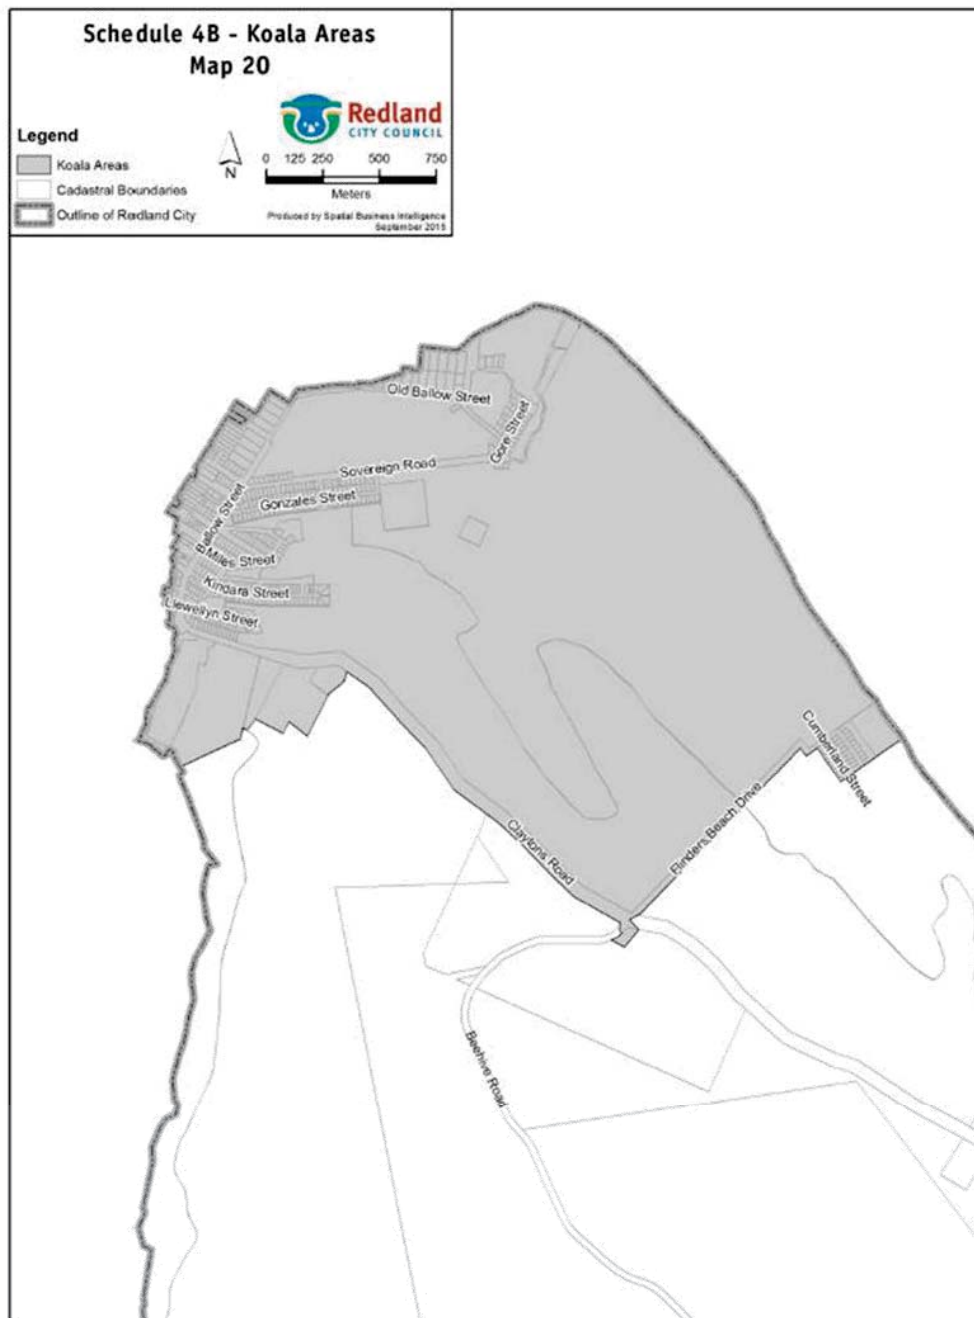 Schedule 4B - Koala Areas
Map 20
Redland
CITY COUNCIL
Legend
Koala Areas
Cadastral Boundaries
Outline of Redland City
N
0 125 250 500 750
Meters
Produced by Spatial Business Intelligence
September 2015
Old Ballow Street
Gore Street
Sovereign Road
Gonzales Street
Ballow Street
Miles Street
Kindara Street
Llewellyn Street
Cumberland Street
Flinders Beach Drive
Claytons Road
Beehive Road